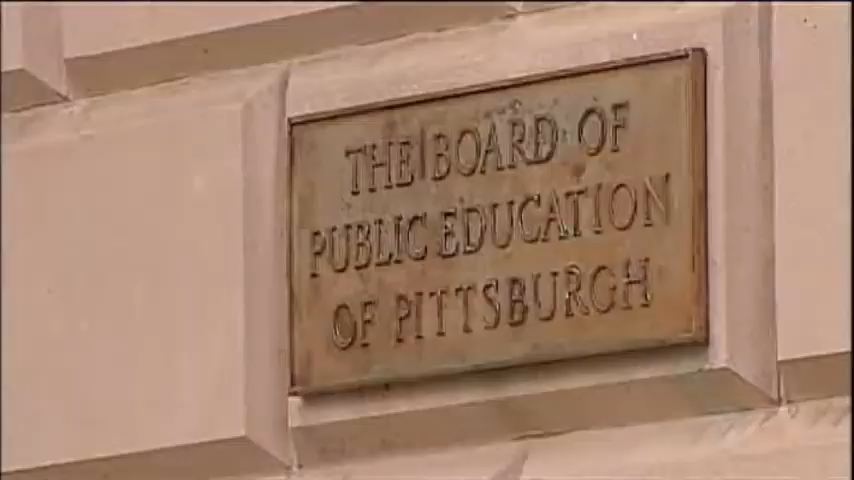 THE BOARD OF
PUBLIC EDUCATION
OF PITTSBURGH